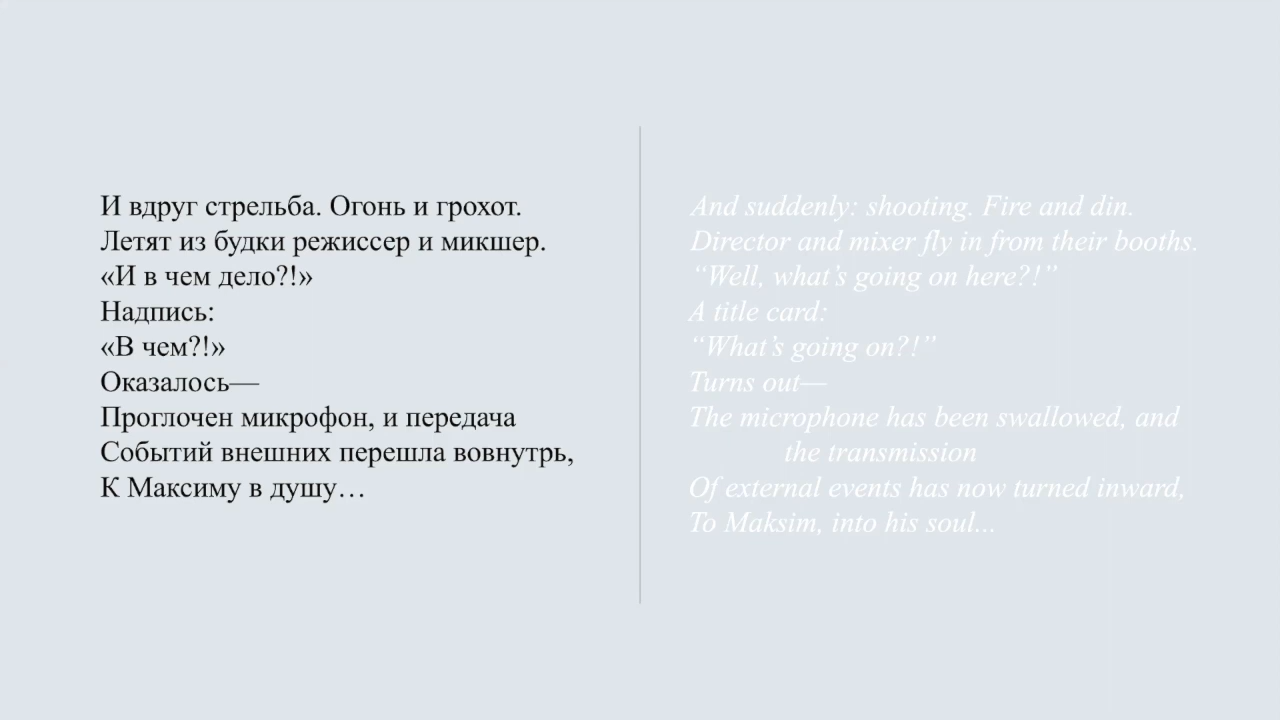 И вдруг стрельба. Огонь и грохот.
Летят из будки режиссер и микшер.
«И в чем дело?!»
Надпись:
«В чем?!»
Оказалось—
Проглочен микрофон, и передача
Событий внешних перешла вовнутрь,
К Максиму в душу…
And suddenly: shooting. Fire and din.
Director and mixer fly in from their booths.
“Well, what’s going on here?!”
A title card:
“What’s going on?!”
Turns out—
The microphone has been swallowed, and
the transmission
Of external events has now turned inward,
To Maksim, into his soul...